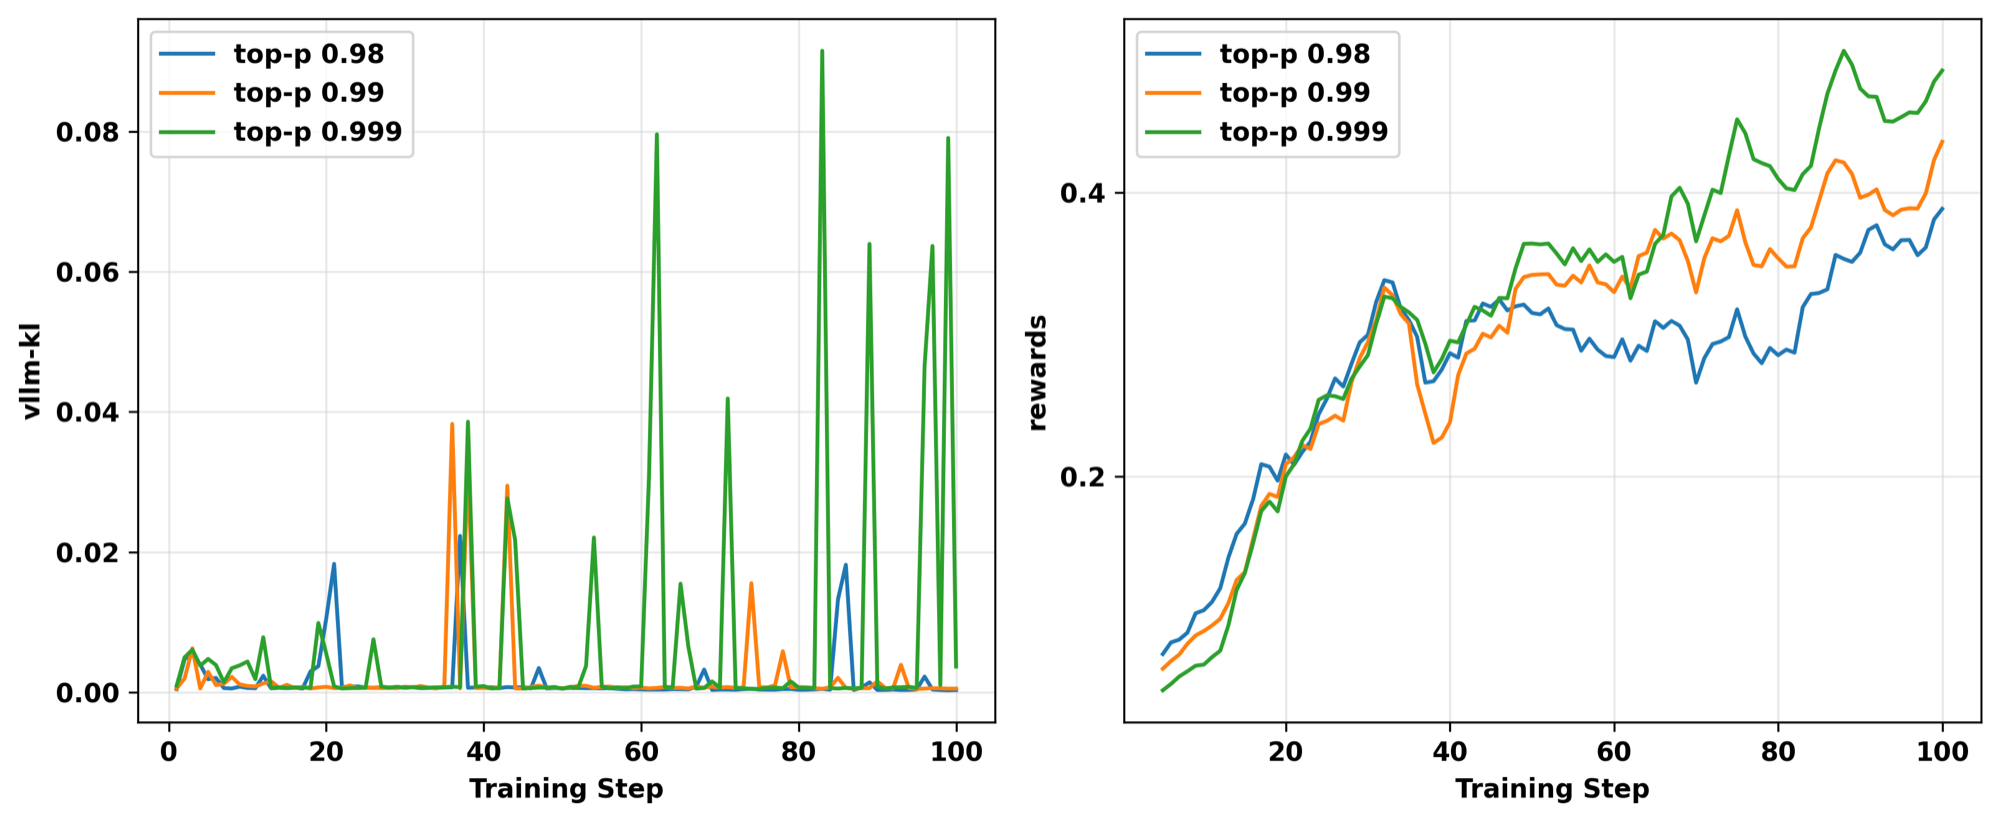 top-p 0.98
top-p 0.99
top-p 0.999
0.08
0.06
0.04
0.02
0.00
vllm-kl
0 20 40 60 80 100
Training Step
top-p 0.98
top-p 0.99
top-p 0.999
0.4
0.2
rewards
20 40 60 80 100
Training Step